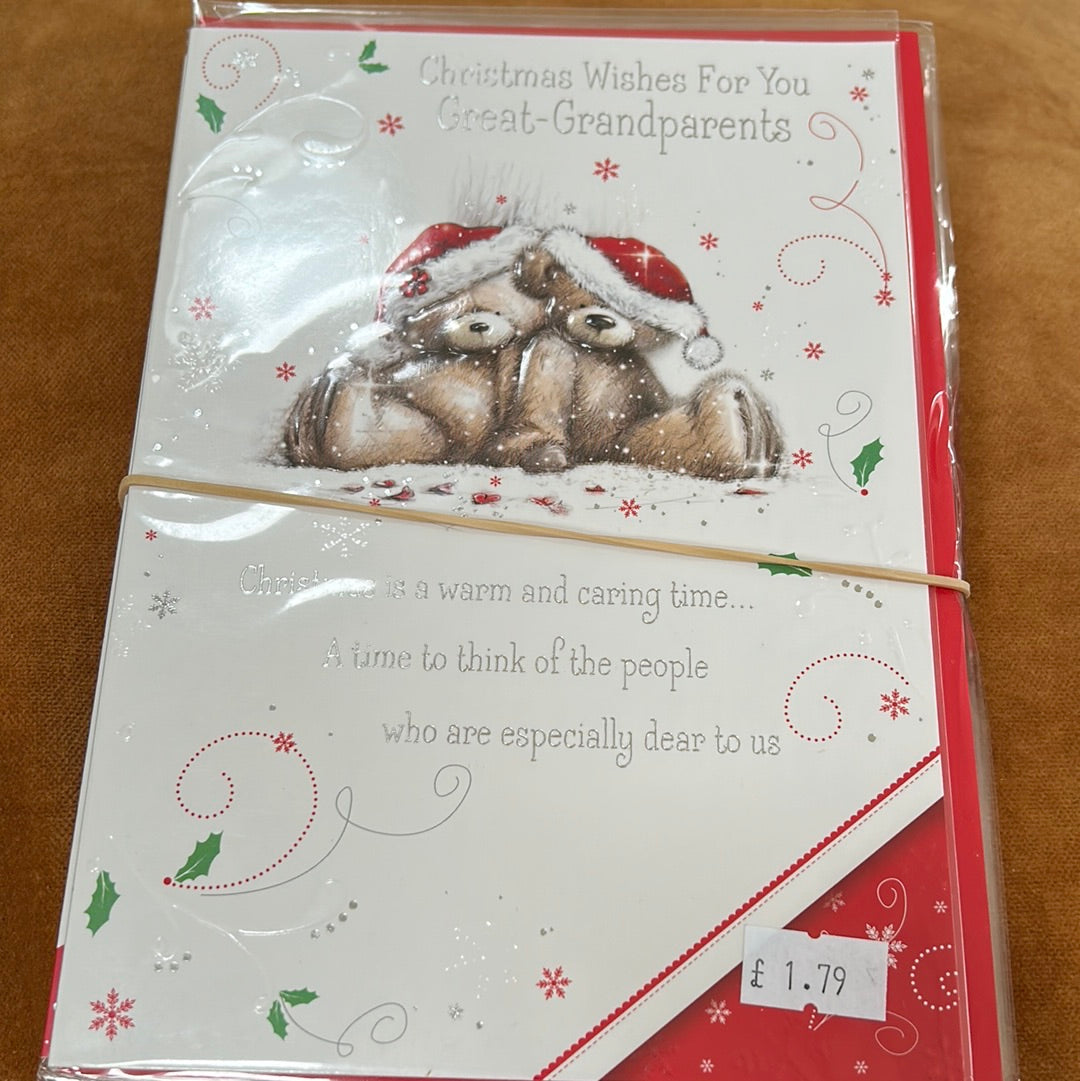 Christmas Wishes For You
Great-Grandparents
Christmas is a warm and caring time...
A time to think of the people
who are especially dear to us
£ 1.79